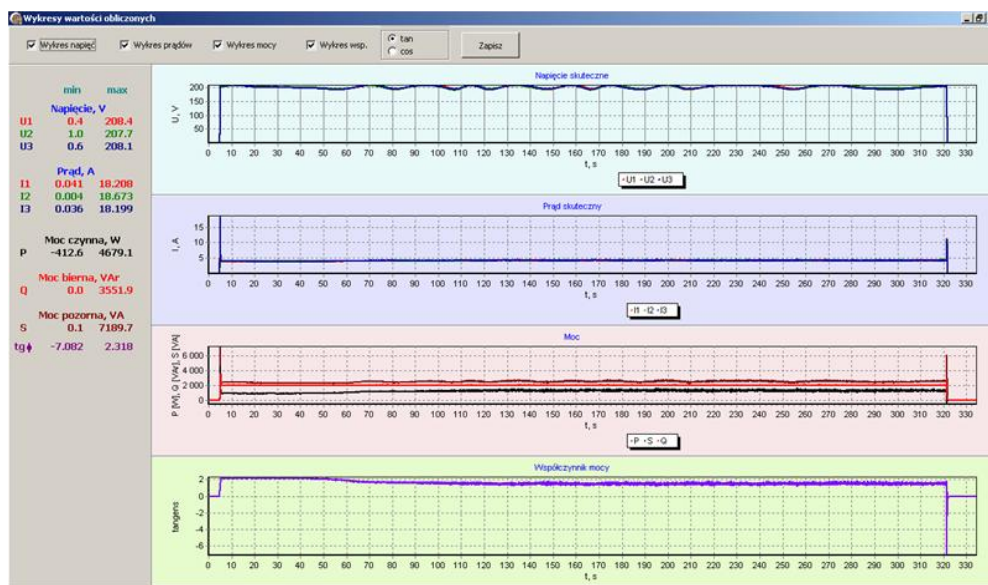 Wykresy wartości obliczonych
Wykres napięć Wykres prądów Wykres mocy Wykres wsp. tan cos Zapisz
min max
Napięcie, V
U1 0.4 208.4
U2 1.0 207.7
U3 0.6 208.1
Prąd, A
I1 0.041 18.208
I2 0.004 18.673
I3 0.036 18.199
Moc czynna, W
P -412.6 4679.1
Moc bierna, VAr
Q 0.0 3551.9
Moc pozorna, VA
S 0.1 7189.7
tgϕ -7.082 2.318
Napięcie skuteczne
U, V
200
150
100
50
0 10 20 30 40 50 60 70 80 90 100 110 120 130 140 150 160 170 180 190 200 210 220 230 240 250 260 270 280 290 300 310 320 330
t, s
U1 U2 U3
Prąd skuteczny
I, A
15
10
5
0 10 20 30 40 50 60 70 80 90 100 110 120 130 140 150 160 170 180 190 200 210 220 230 240 250 260 270 280 290 300 310 320 330
t, s
I1 I2 I3
Moc
P [W], Q [VAr], S [VA]
6 000
4 000
2 000
0
0 10 20 30 40 50 60 70 80 90 100 110 120 130 140 150 160 170 180 190 200 210 220 230 240 250 260 270 280 290 300 310 320 330
t, s
P S Q
Współczynnik mocy
tangens
2
0
-2
-4
-6
0 10 20 30 40 50 60 70 80 90 100 110 120 130 140 150 160 170 180 190 200 210 220 230 240 250 260 270 280 290 300 310 320 330
t, s